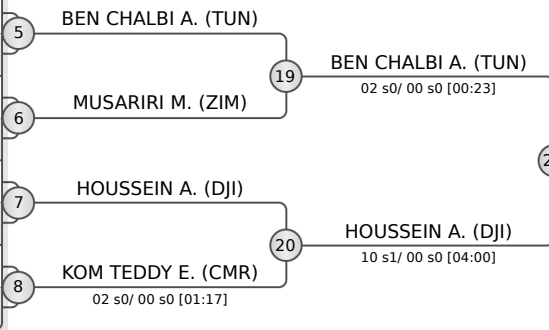 5
BEN CHALBI A. (TUN)
19
BEN CHALBI A. (TUN)
02 s0/ 00 s0 [00:23]
6
MUSARIRI M. (ZIM)
7
HOUSSEIN A. (DJI)
20
HOUSSEIN A. (DJI)
10 s1/ 00 s0 [04:00]
8
KOM TEDDY E. (CMR)
02 s0/ 00 s0 [01:17]